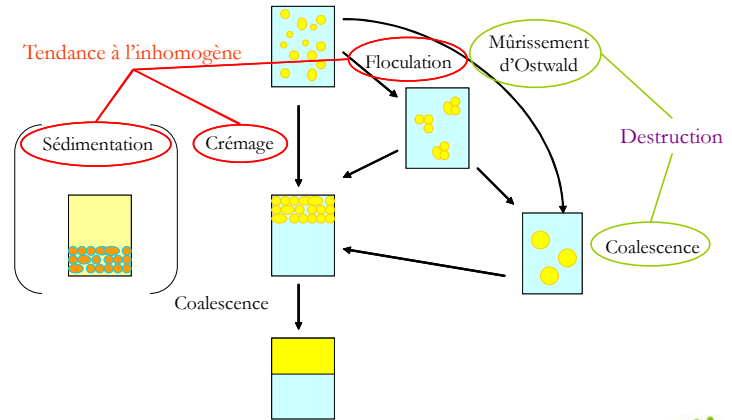 Tendance à l'inhomogène
Floculation
Mûrissement
d'Ostwald
Sédimentation
Crémage
Destruction
Coalescence
Coalescence